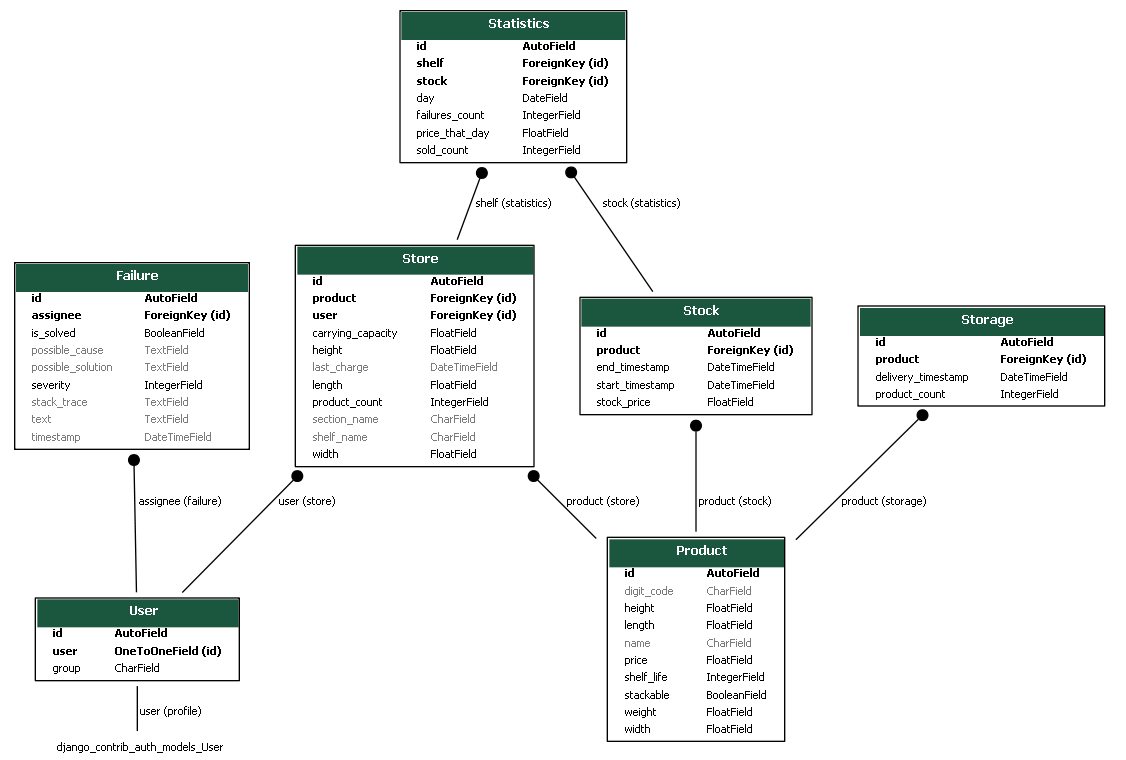 Statistics
id AutoField
shelf ForeignKey (id)
stock ForeignKey (id)
day DateField
failures_count IntegerField
price_that_day FloatField
sold_count IntegerField
shelf (statistics)
stock (statistics)
Failure
id AutoField
assignee ForeignKey (id)
is_solved BooleanField
possible_cause TextField
possible_solution TextField
severity IntegerField
stack_trace TextField
text TextField
timestamp DateTimeField
Store
id AutoField
product ForeignKey (id)
user ForeignKey (id)
carrying_capacity FloatField
height FloatField
last_charge DateTimeField
length FloatField
product_count IntegerField
section_name CharField
shelf_name CharField
width FloatField
Stock
id AutoField
product ForeignKey (id)
end_timestamp DateTimeField
start_timestamp DateTimeField
stock_price FloatField
Storage
id AutoField
product ForeignKey (id)
delivery_timestamp DateTimeField
product_count IntegerField
assignee (failure)
user (store)
product (store)
product (stock)
product (storage)
User
id AutoField
user OneToOneField (id)
group CharField
user (profile)
django_contrib_auth_models_User
Product
id AutoField
digit_code CharField
height FloatField
length FloatField
name CharField
price FloatField
shelf_life IntegerField
stackable BooleanField
weight FloatField
width FloatField